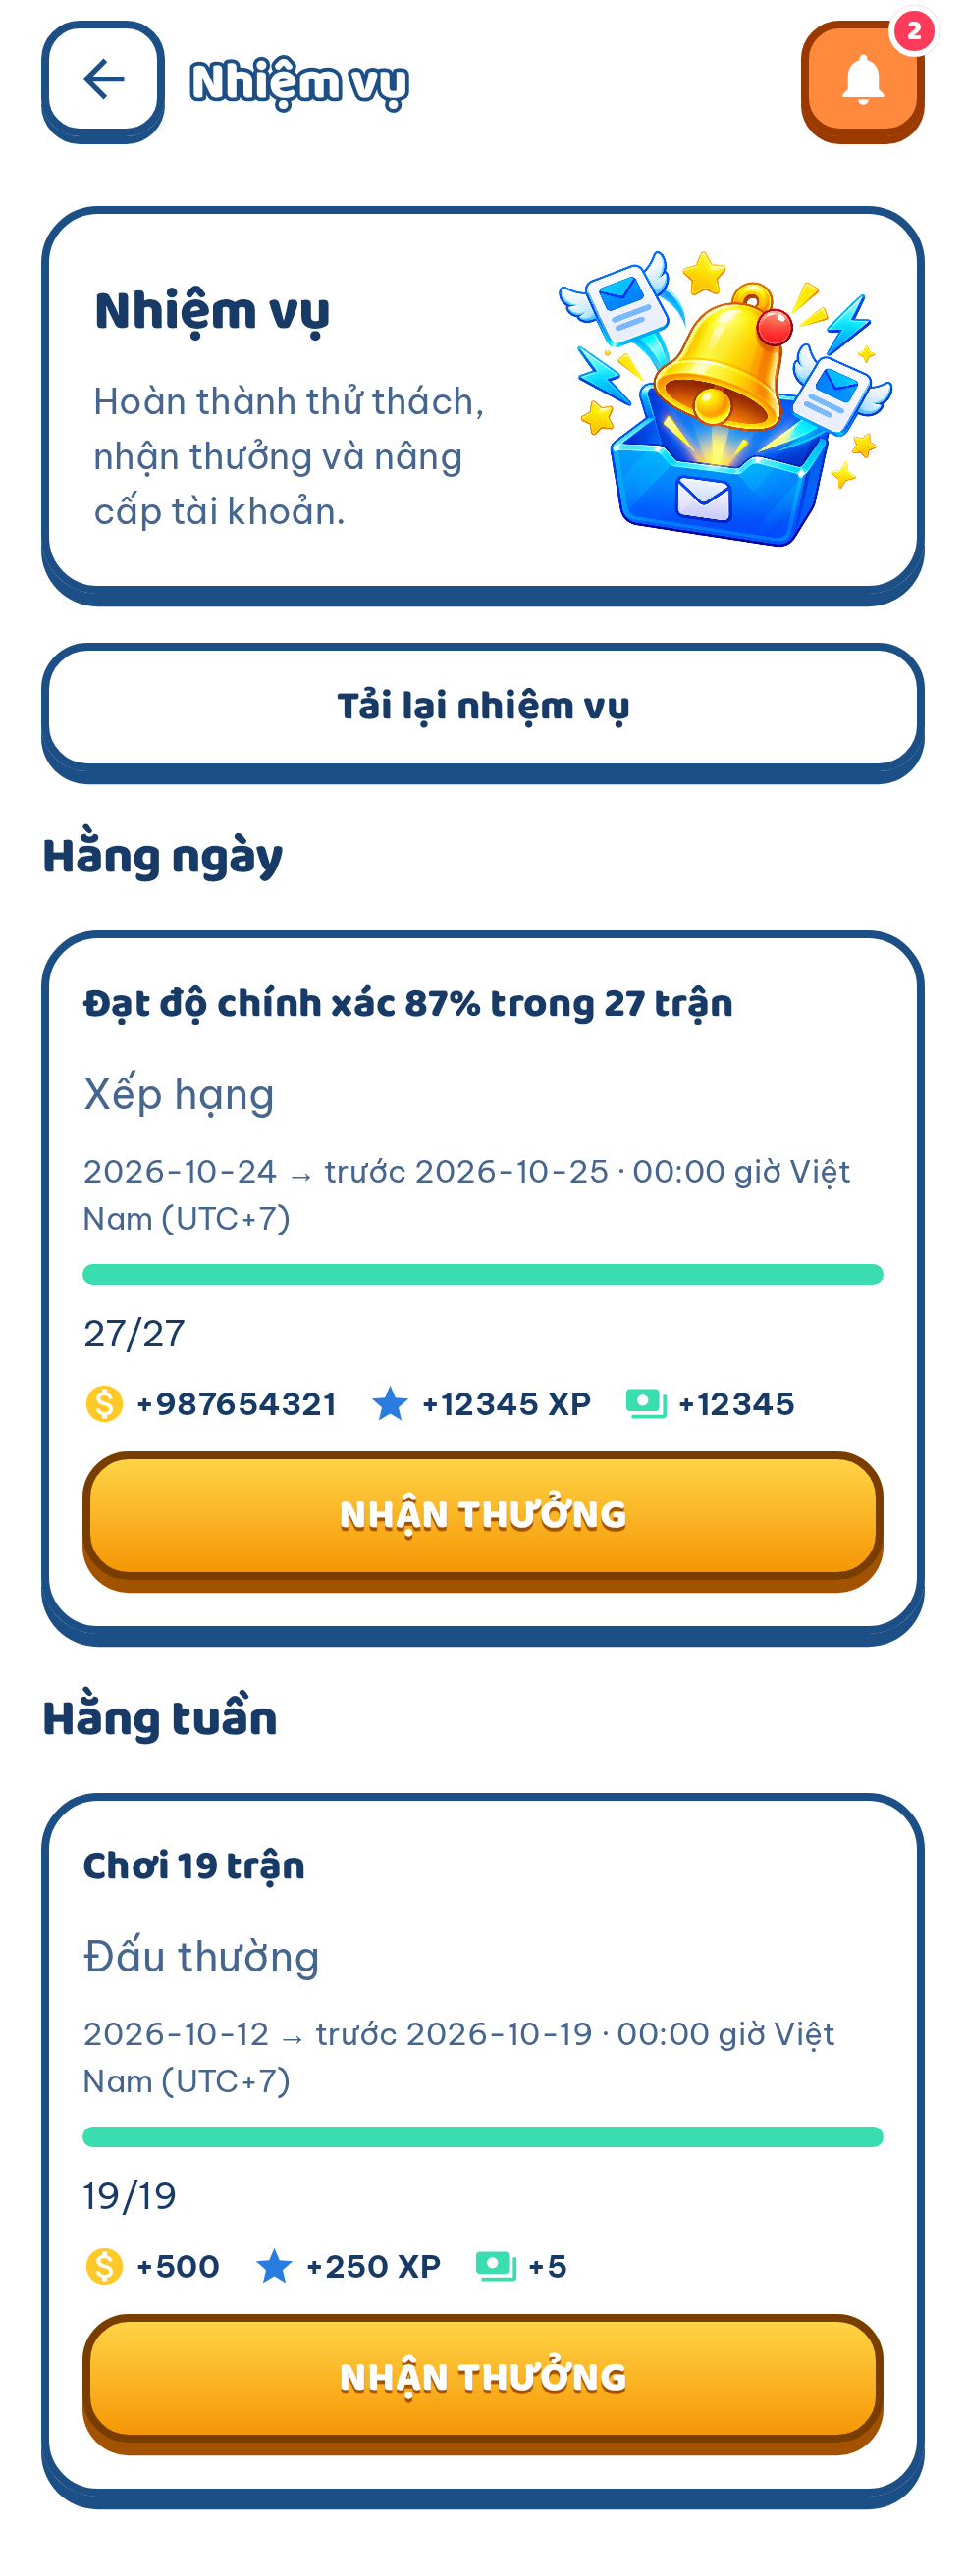 Nhiệm vụ
2
Nhiệm vụ
Hoàn thành thử thách,
nhận thưởng và nâng
cấp tài khoản.
Tải lại nhiệm vụ
Hằng ngày
Đạt độ chính xác 87% trong 27 trận
Xếp hạng
2026-10-24 → trước 2026-10-25 · 00:00 giờ Việt
Nam (UTC+7)
27/27
+987654321 +12345 XP +12345
NHẬN THƯỞNG
Hằng tuần
Chơi 19 trận
Đấu thường
2026-10-12 → trước 2026-10-19 · 00:00 giờ Việt
Nam (UTC+7)
19/19
+500 +250 XP +5
NHẬN THƯỞNG